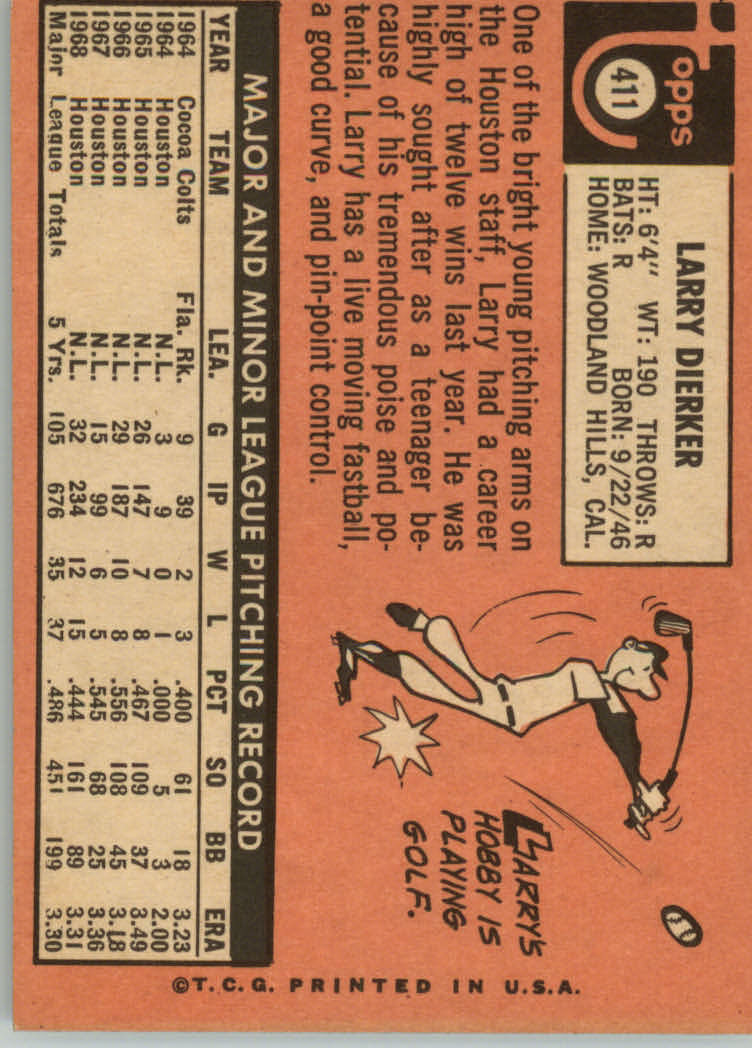 Topps
411
LARRY DIERKER
HT: 6'4" WT: 190 THROWS: R
BATS: R BORN: 9/22/46
HOME: WOODLAND HILLS, CAL.
One of the bright young pitching arms on
the Houston staff, Larry had a career
high of twelve wins last year. He was
highly sought after as a teenager be-
cause of his tremendous poise and po-
tential. Larry has a live moving fastball,
a good curve, and pin-point control.
LARRY'S
HOBBY IS
PLAYING
GOLF.
MAJOR AND MINOR LEAGUE PITCHING RECORD
YEAR TEAM LEA. G IP W L PCT SO BB ERA
1964 Cocoa Colts Fla. Rk. 9 39 2 3 .400 61 18 3.23
1964 Houston N.L. 3 9 0 1 .000 5 3 2.00
1965 Houston N.L. 26 147 7 8 .467 109 37 3.49
1966 Houston N.L. 29 187 10 8 .556 108 45 3.18
1967 Houston N.L. 15 99 6 5 .545 68 25 3.36
1968 Houston N.L. 32 234 12 15 .444 161 89 3.31
Major League Totals 5 Yrs. 105 676 35 37 .486 451 199 3.30
©T.C.G. PRINTED IN U.S.A.